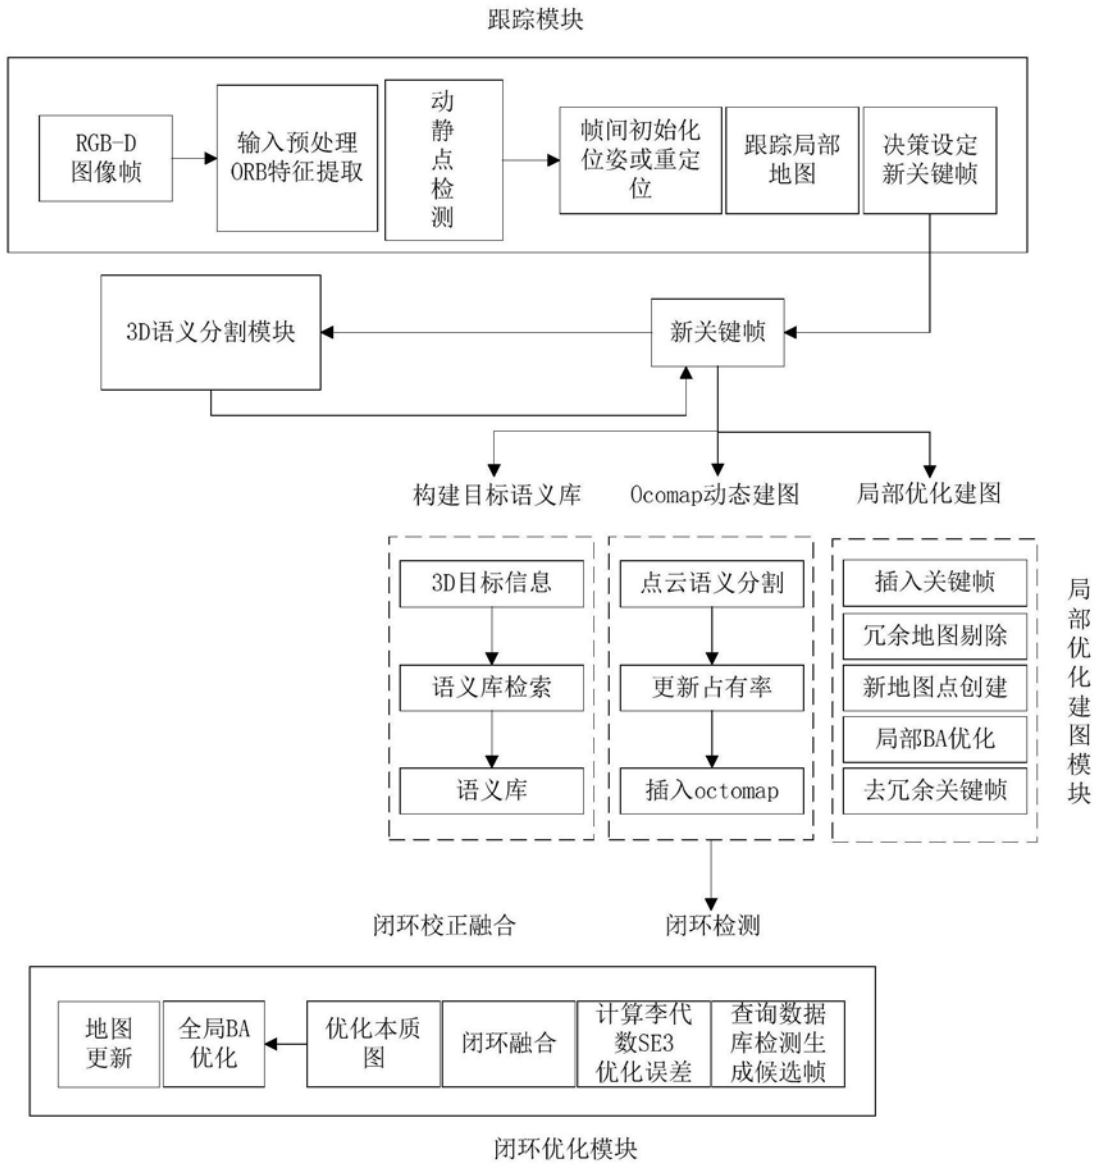 跟踪模块
RGB-D
图像帧
输入预处理
ORB特征提取
动
静
点
检
测
帧间初始化
位姿或重定
位
跟踪局部
地图
决策设定
新关键帧
3D语义分割模块
新关键帧
构建目标语义库
Ocomap动态建图
局部优化建图
3D目标信息
语义库检索
语义库
点云语义分割
更新占有率
插入octomap
插入关键帧
冗余地图剔除
新地图点创建
局部BA优化
去冗余关键帧
局
部
优
化
建
图
模
块
闭环校正融合
闭环检测
地图
更新
全局BA
优化
优化本质
图
闭环融合
计算李代
数SE3
优化误差
查询数据
库检测生
成候选帧
闭环优化模块